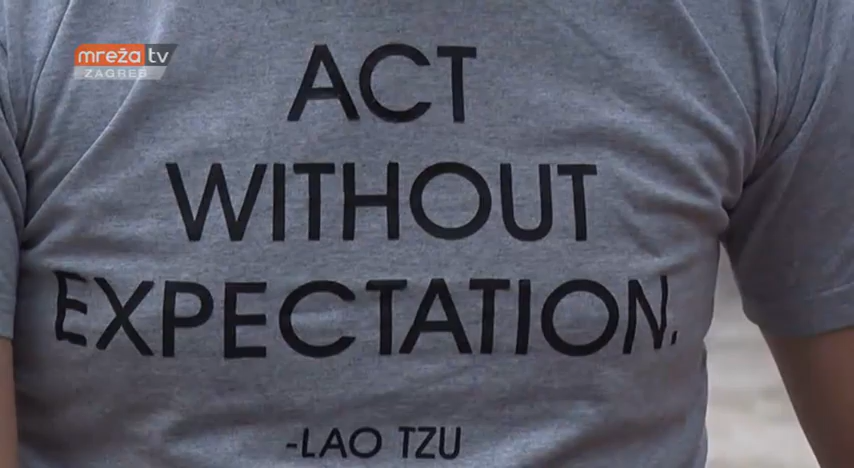 mreža tv
ZAGREB
ACT
WITHOUT
EXPECTATION.
-LAO TZU